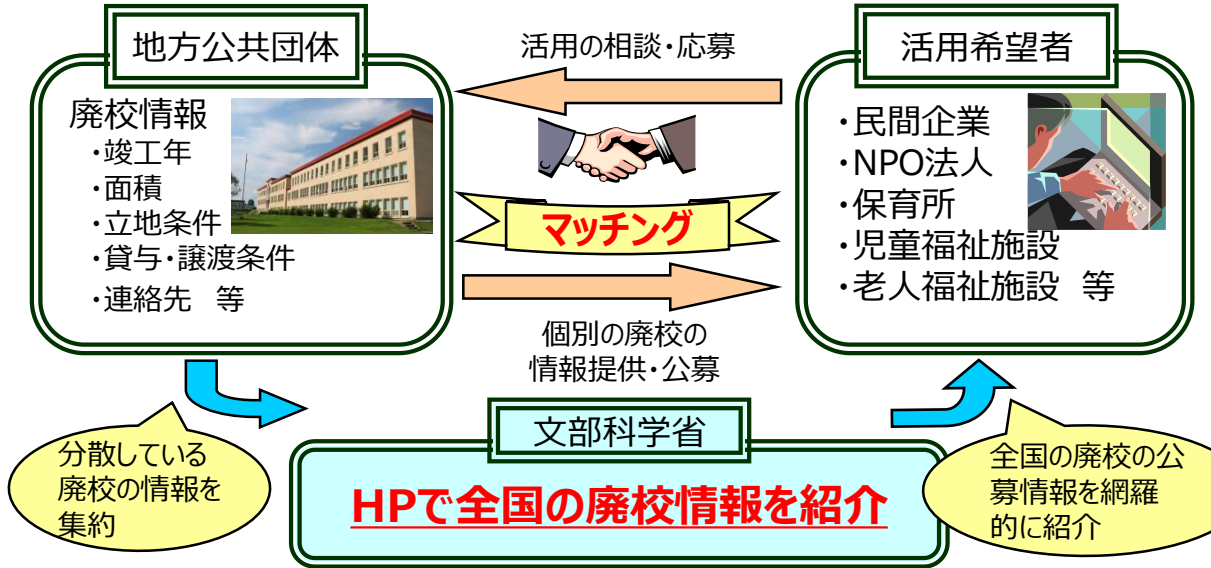 地方公共団体
廃校情報
・竣工年
・面積
・立地条件
・貸与・譲渡条件
・連絡先　等
活用の相談・応募
マッチング
個別の廃校の
情報提供・公募
活用希望者
・民間企業
・NPO法人
・保育所
・児童福祉施設
・老人福祉施設　等
分散している
廃校の情報を
集約
文部科学省
HPで全国の廃校情報を紹介
全国の廃校の公
募情報を網羅
的に紹介